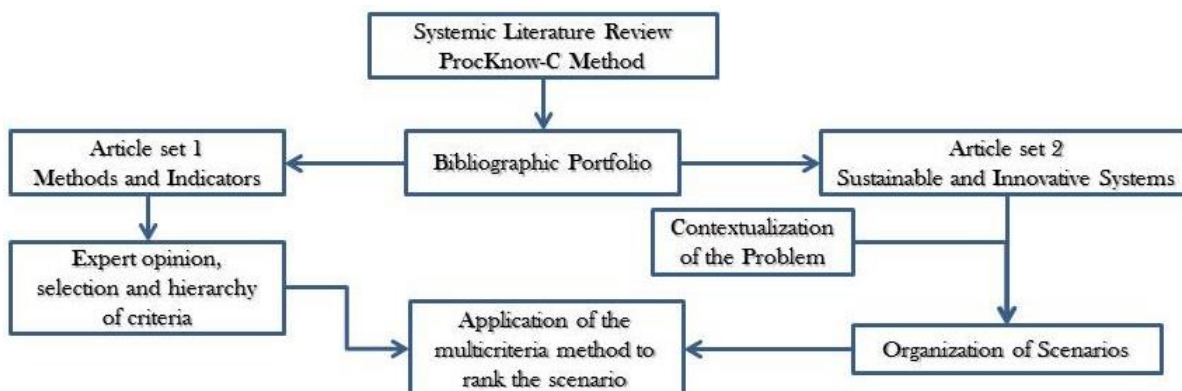 Systemic Literature Review
ProcKnow-C Method
Article set 1
Methods and Indicators
Bibliographic Portfolio
Article set 2
Sustainable and Innovative Systems
Contextualization
of the Problem
Expert opinion,
selection and hierarchy
of criteria
Application of the
multicriteria method to
rank the scenario
Organization of Scenarios